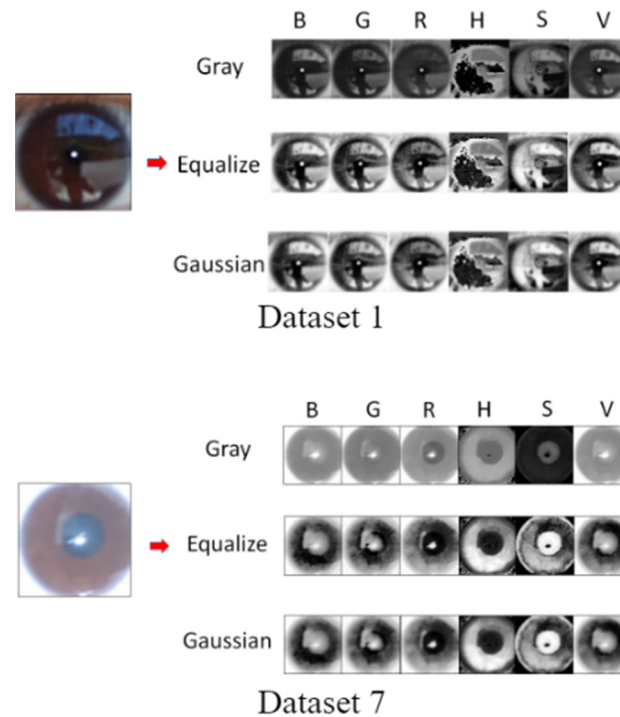 B G R H S V
Gray
Equalize
Gaussian
Dataset 1
B G R H S V
Gray
Equalize
Gaussian
Dataset 7